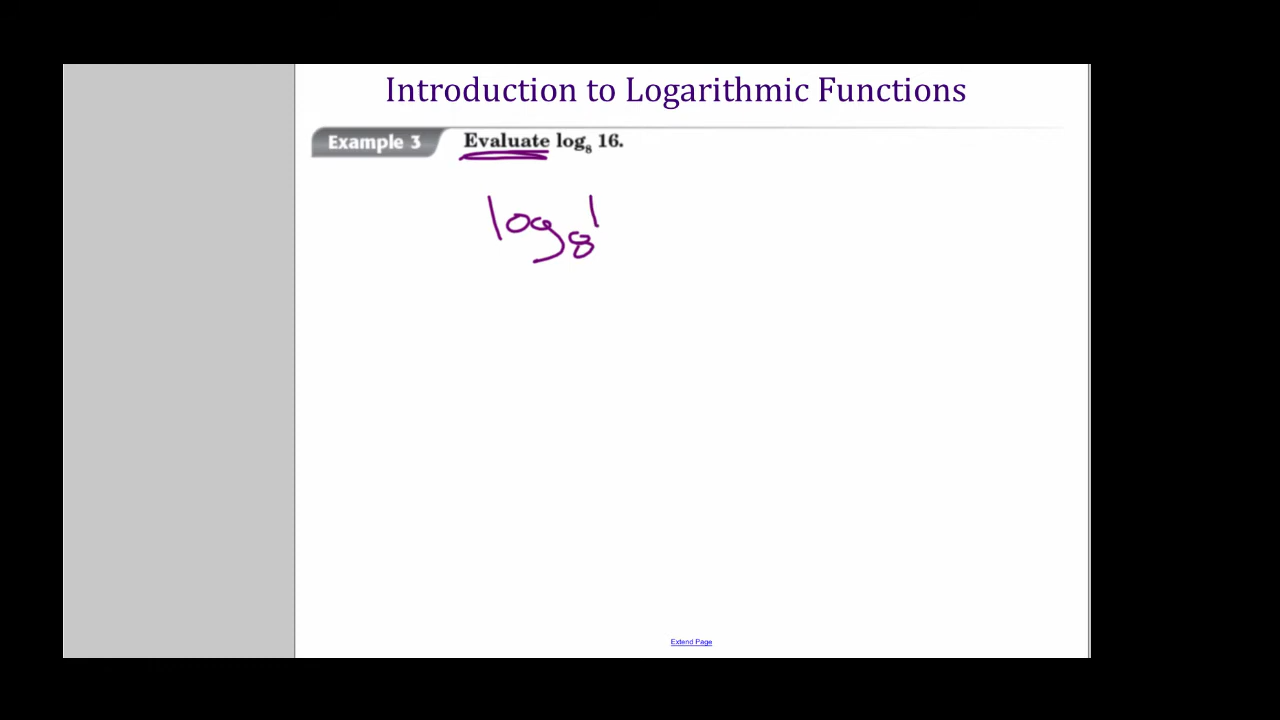 Introduction to Logarithmic Functions
Example 3 Evaluate log₈ 16.
log₈ 1
Extend Page